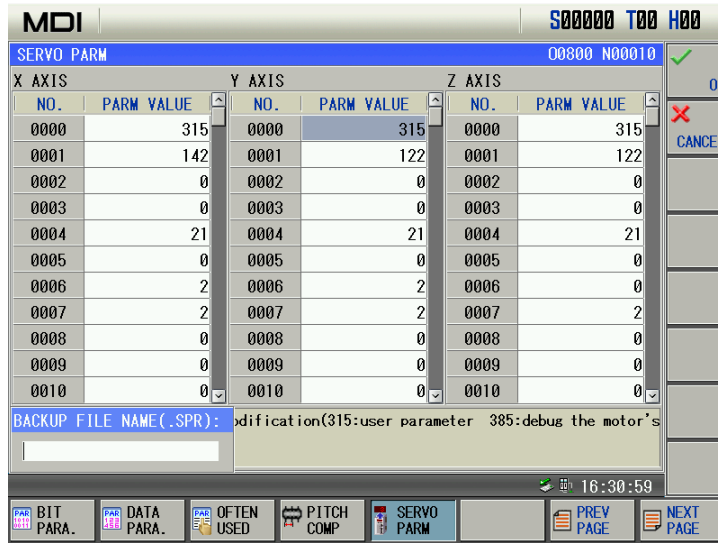 MDI S00000 T00 H00
SERVO PARM O0800 N00010
X AXIS Y AXIS Z AXIS
NO. PARM VALUE NO. PARM VALUE NO. PARM VALUE
0000 315 0000 315 0000 315
0001 142 0001 122 0001 122
0002 0 0002 0 0002 0
0003 0 0003 0 0003 0
0004 21 0004 21 0004 21
0005 0 0005 0 0005 0
0006 2 0006 2 0006 0
0007 2 0007 2 0007 2
0008 0 0008 0 0008 0
0009 0 0009 0 0009 0
0010 0 0010 0 0010 0
O
CANCE
BACKUP FILE NAME(.SPR): odification(315:user parameter 385:debug the motor's
16:30:59
BIT PARA.
DATA PARA.
OFTEN USED
PITCH COMP
SERVO PARM
PREV PAGE
NEXT PAGE